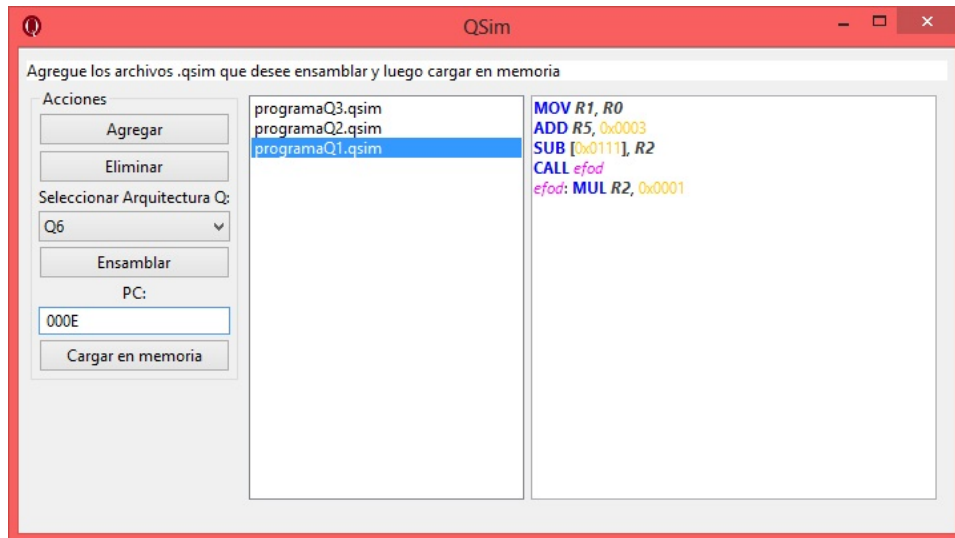 QSim
Agregue los archivos .qsim que desee ensamblar y luego cargar en memoria
Acciones
Agregar
Eliminar
Seleccionar Arquitectura Q:
Q6
Ensamblar
PC:
000E
Cargar en memoria
programaQ3.qsim
programaQ2.qsim
programaQ1.qsim
MOV R1, R0
ADD R5, 0x0003
SUB [0x0111], R2
CALL efod
efod: MUL R2, 0x0001